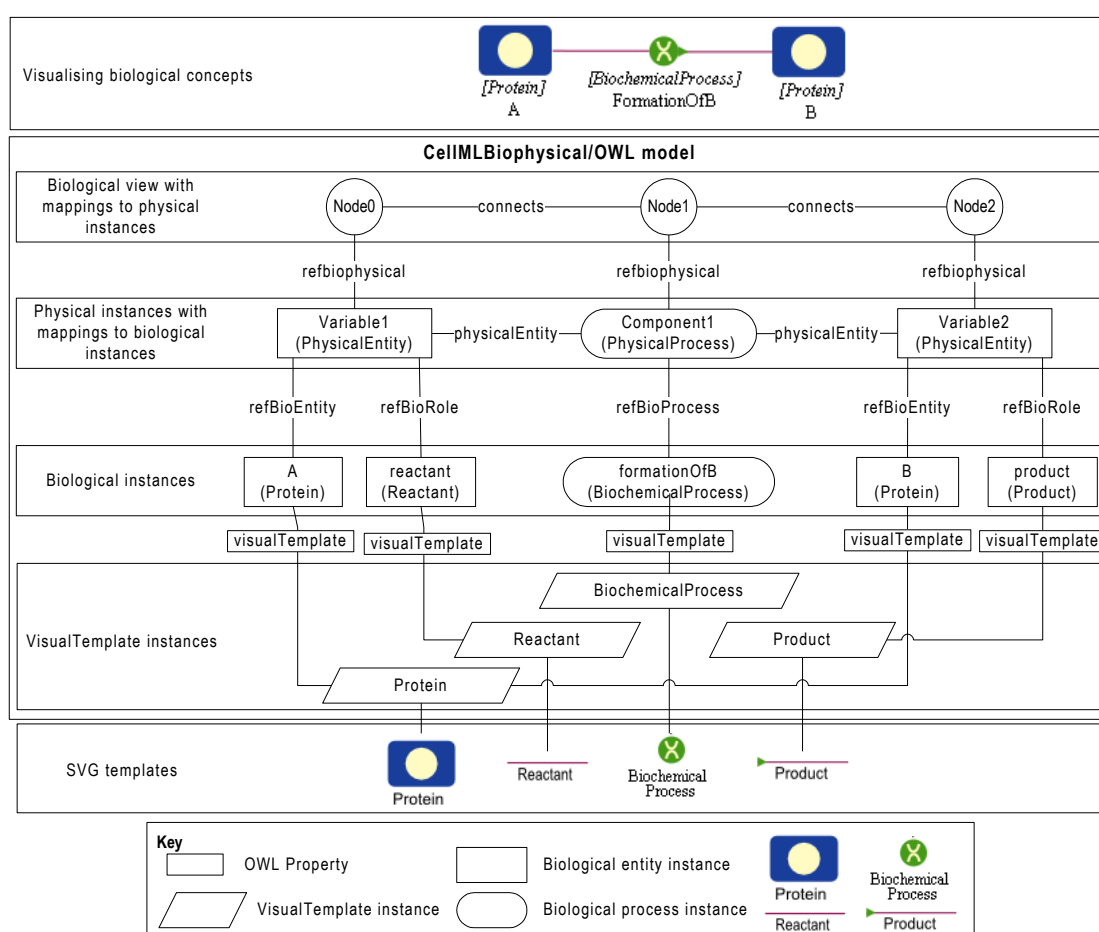 Visualising biological concepts
[Protein]
A
[BiochemicalProcess]
FormationOfB
[Protein]
B
CellMLBiophysical/OWL model
Biological view with
mappings to physical
instances
Node0
connects
Node1
connects
Node2
refbiophysical
refbiophysical
refbiophysical
Physical instances with
mappings to biological
instances
Variable1
(PhysicalEntity)
physicalEntity
Component1
(PhysicalProcess)
physicalEntity
Variable2
(PhysicalEntity)
refBioEntity
refBioRole
refBioProcess
refBioEntity
refBioRole
Biological instances
A
(Protein)
reactant
(Reactant)
formationOfB
(BiochemicalProcess)
B
(Protein)
product
(Product)
visualTemplate
visualTemplate
visualTemplate
visualTemplate
visualTemplate
VisualTemplate instances
BiochemicalProcess
Reactant
Product
Protein
SVG templates
Protein
Reactant
Biochemical
Process
Product
Key
OWL Property
Biological entity instance
VisualTemplate instance
Biological process instance
Protein
Biochemical
Process
Reactant
Product